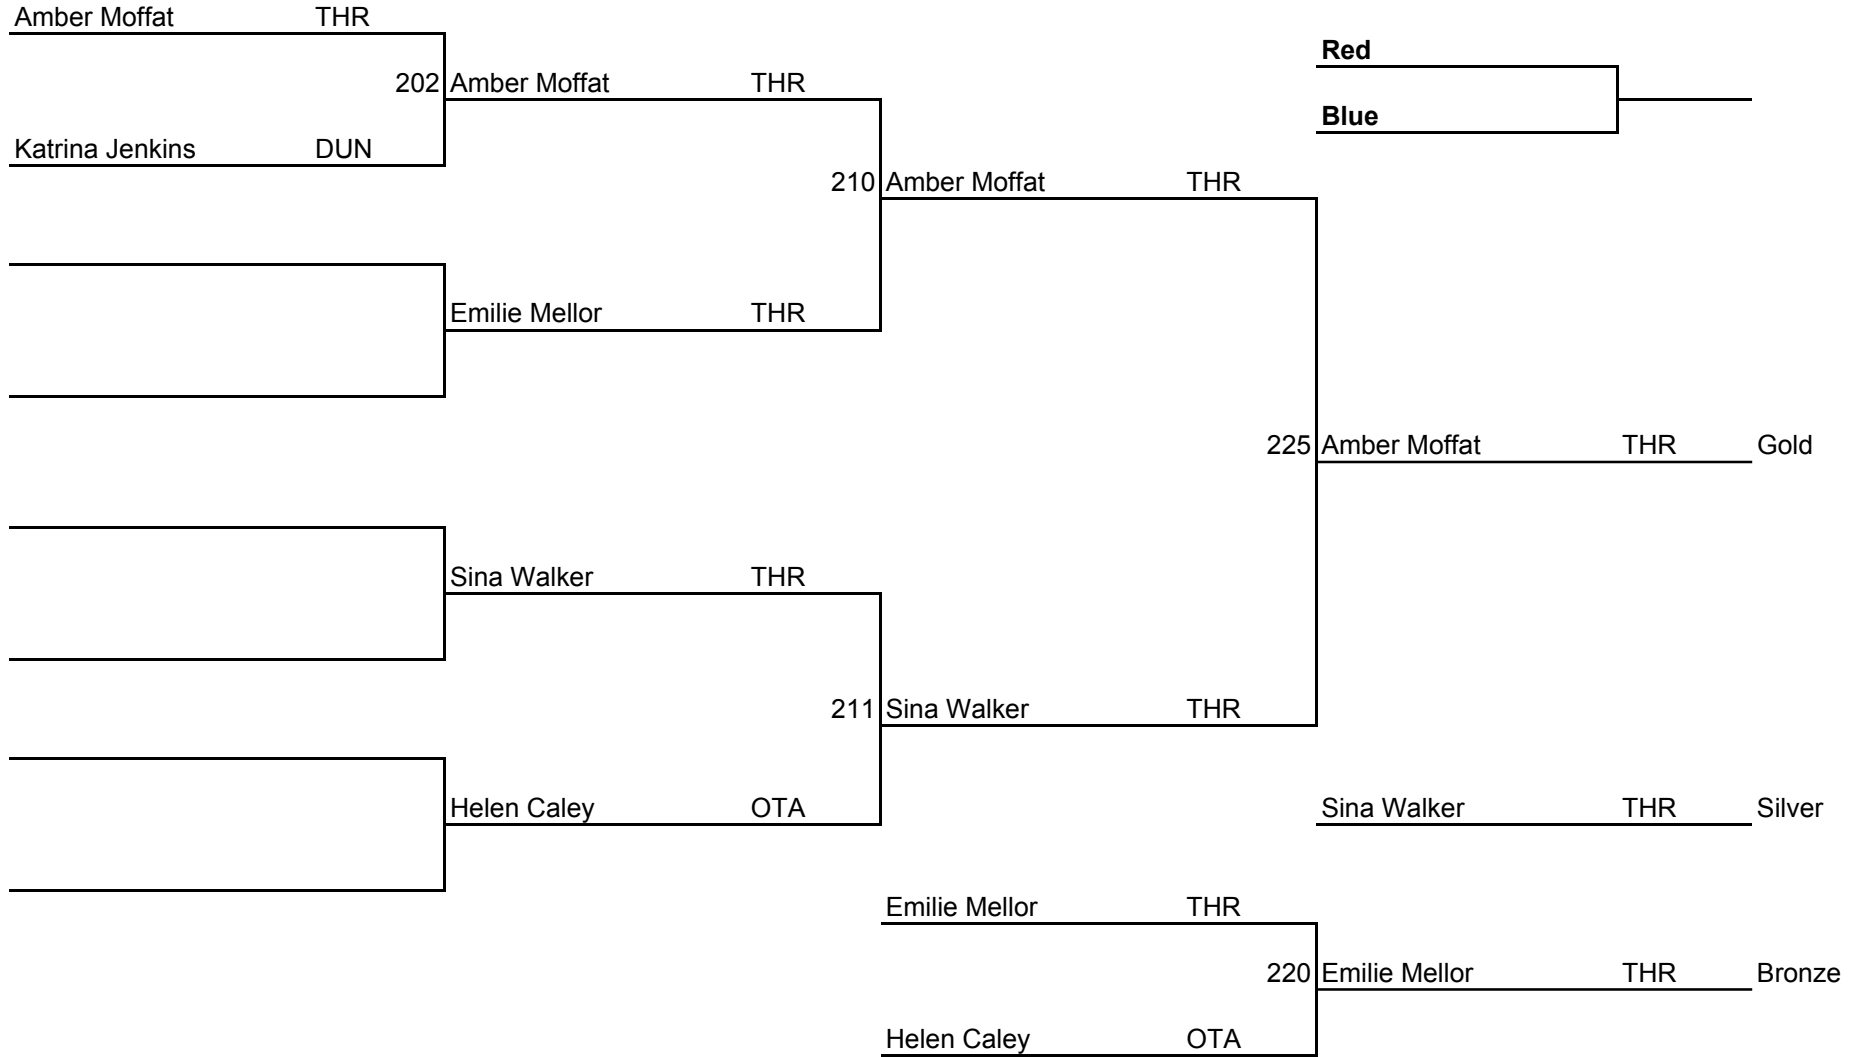 Amber Moffat THR
Red
202 Amber Moffat THR
Blue
Katrina Jenkins DUN
210 Amber Moffat THR
Emilie Mellor THR
225 Amber Moffat THR Gold
Sina Walker THR
211 Sina Walker THR
Helen Caley OTA
Sina Walker THR Silver
Emilie Mellor THR
220 Emilie Mellor THR Bronze
Helen Caley OTA